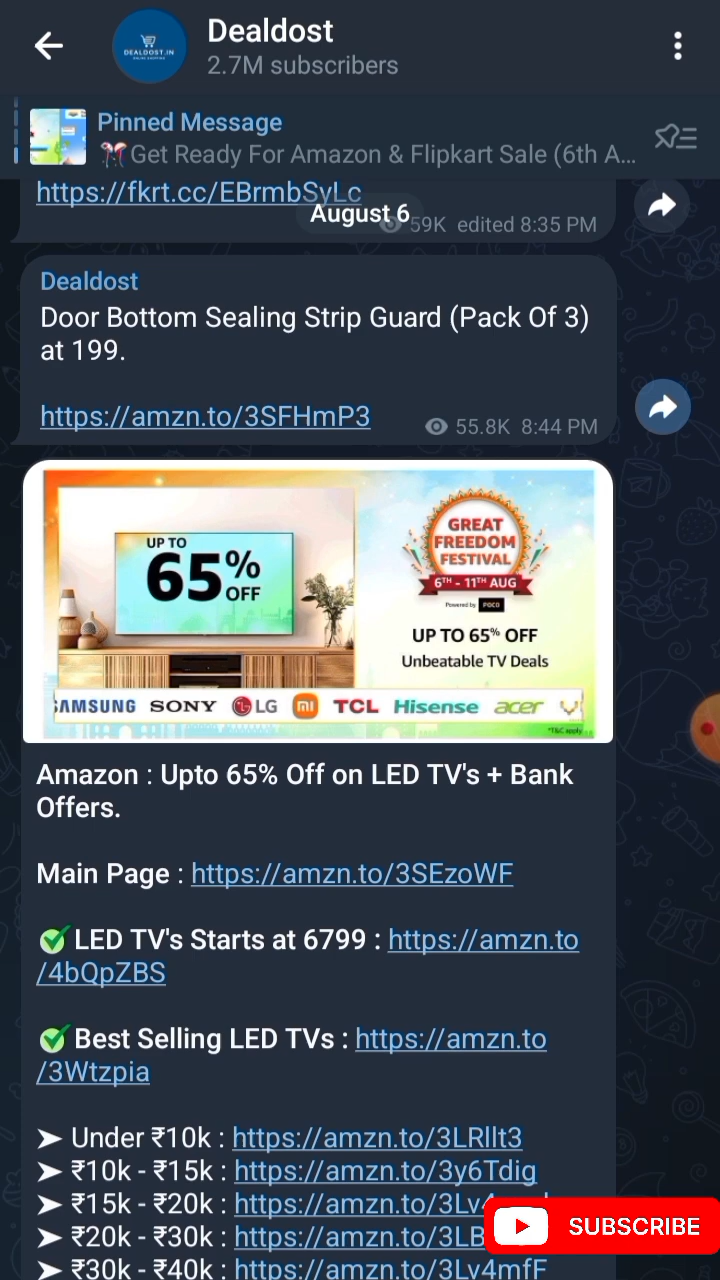 Dealdost
2.7M subscribers
DEALDOST.IN
Pinned Message
Get Ready For Amazon & Flipkart Sale (6th A...
https://fkrt.cc/EBrmbSyLc
August 6
59K edited 8:35 PM
Dealdost
Door Bottom Sealing Strip Guard (Pack Of 3)
at 199.
https://amzn.to/3SFHmP3
55.8K 8:44 PM
UP TO
65%
OFF
GREAT
FREEDOM
FESTIVAL
6TH - 11TH AUG
Powered by POCO
UP TO 65% OFF
Unbeatable TV Deals
SAMSUNG SONY LG mi TCL Hisense acer
*T&C apply
Amazon : Upto 65% Off on LED TV's + Bank
Offers.
Main Page : https://amzn.to/3SEzoWF
✅ LED TV's Starts at 6799 : https://amzn.to
/4bQpZBS
✅ Best Selling LED TVs : https://amzn.to
/3Wtzpia
➤ Under ₹10k : https://amzn.to/3LRllt3
➤ ₹10k - ₹15k : https://amzn.to/3y6Tdig
➤ ₹15k - ₹20k : https://amzn.to/3Lv4
➤ ₹20k - ₹30k : https://amzn.to/3LB
➤ ₹30k - ₹40k : https://amzn.to/3Lv4mfF
SUBSCRIBE